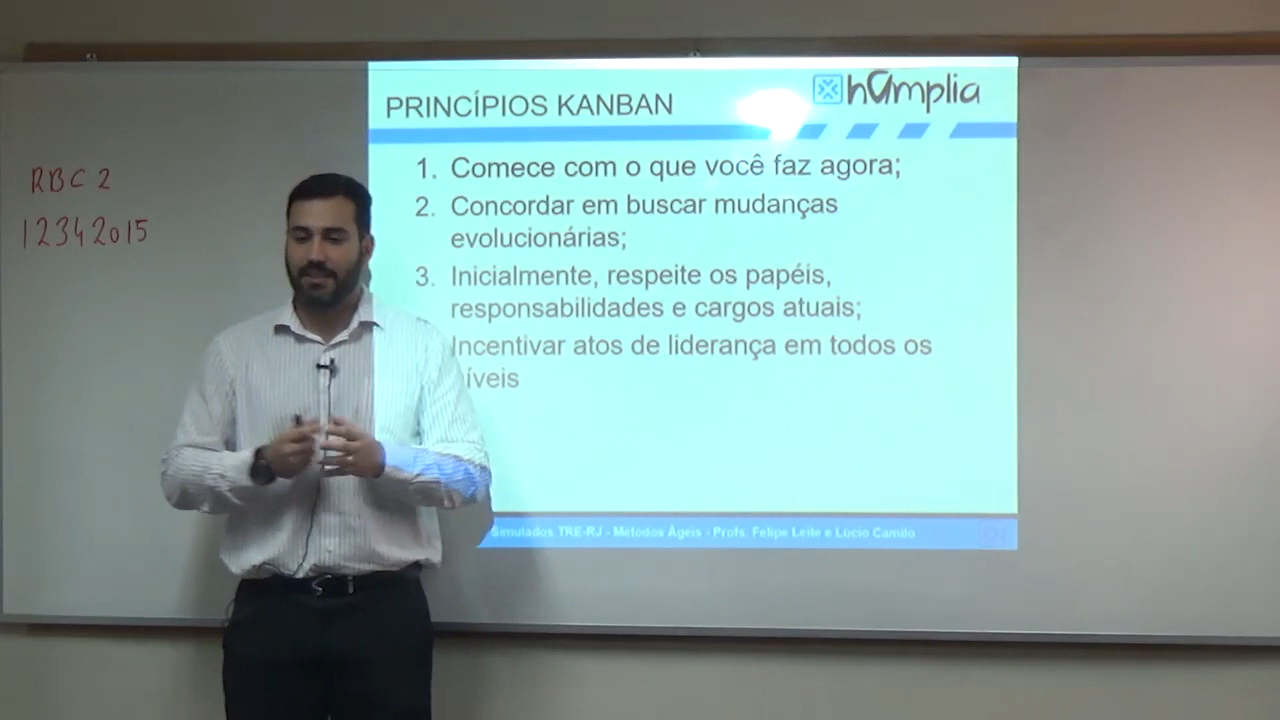 RBC 2
12342015
hamplia
PRINCÍPIOS KANBAN
1. Comece com o que você faz agora;
2. Concordar em buscar mudanças
evolucionárias;
3. Inicialmente, respeite os papéis,
responsabilidades e cargos atuais;
Incentivar atos de liderança em todos os
íveis
Simulados TRE-RJ - Métodos Ágeis - Profs. Felipe Leite e Lucio Camilo